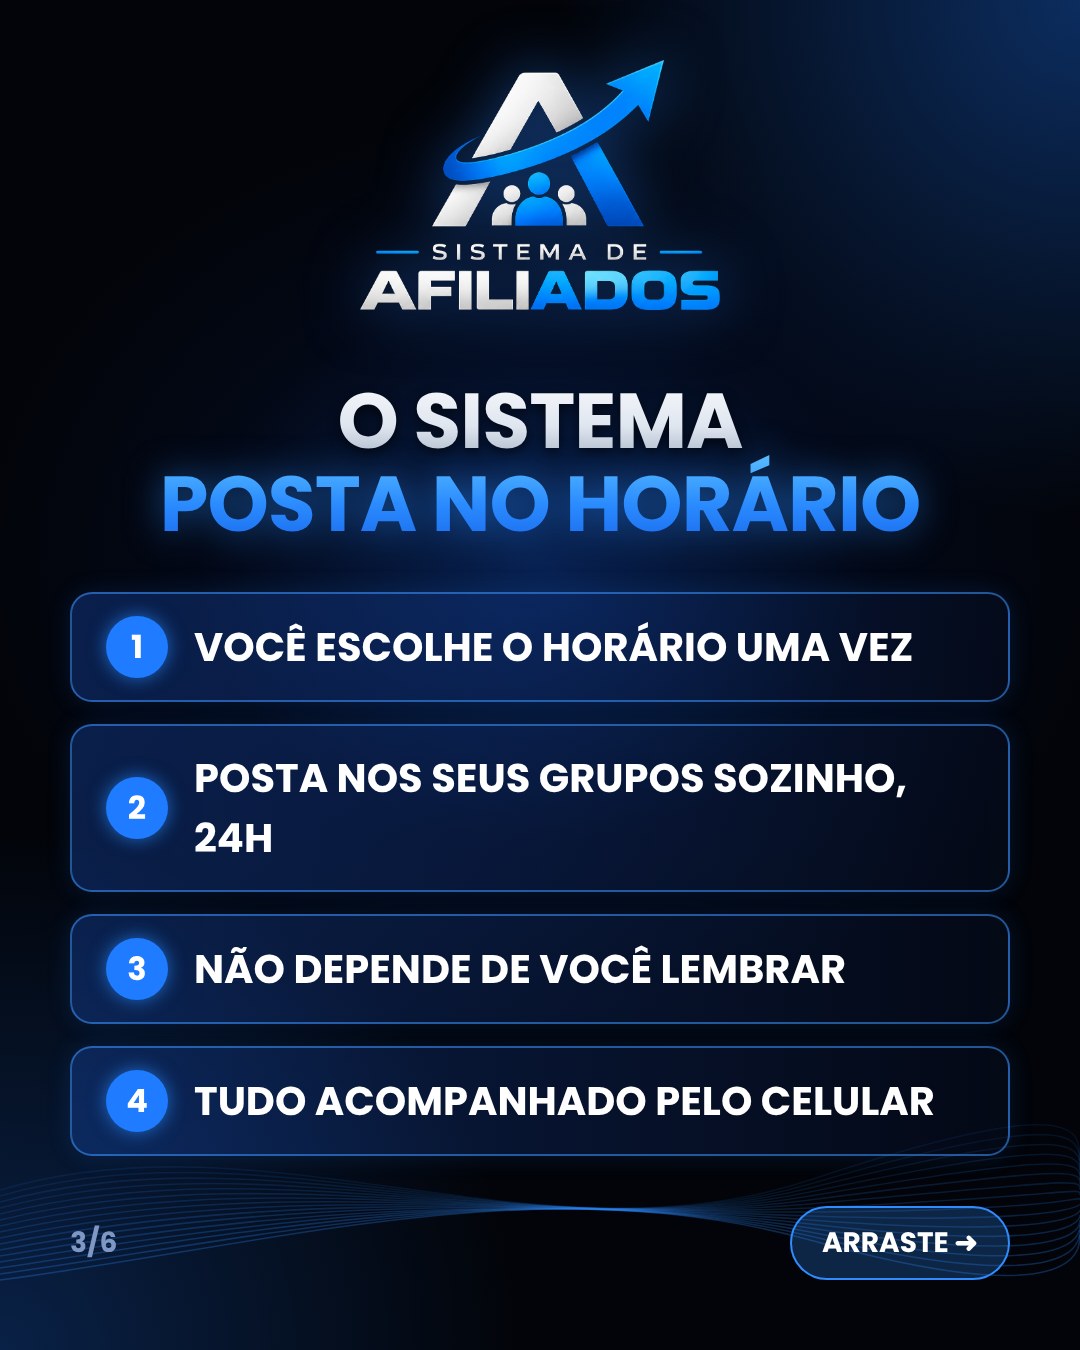 SISTEMA DE
AFILIADOS
O SISTEMA
POSTA NO HORÁRIO
1 VOCÊ ESCOLHE O HORÁRIO UMA VEZ
2 POSTA NOS SEUS GRUPOS SOZINHO,
24H
3 NÃO DEPENDE DE VOCÊ LEMBRAR
4 TUDO ACOMPANHADO PELO CELULAR
3/6
ARRASTE →